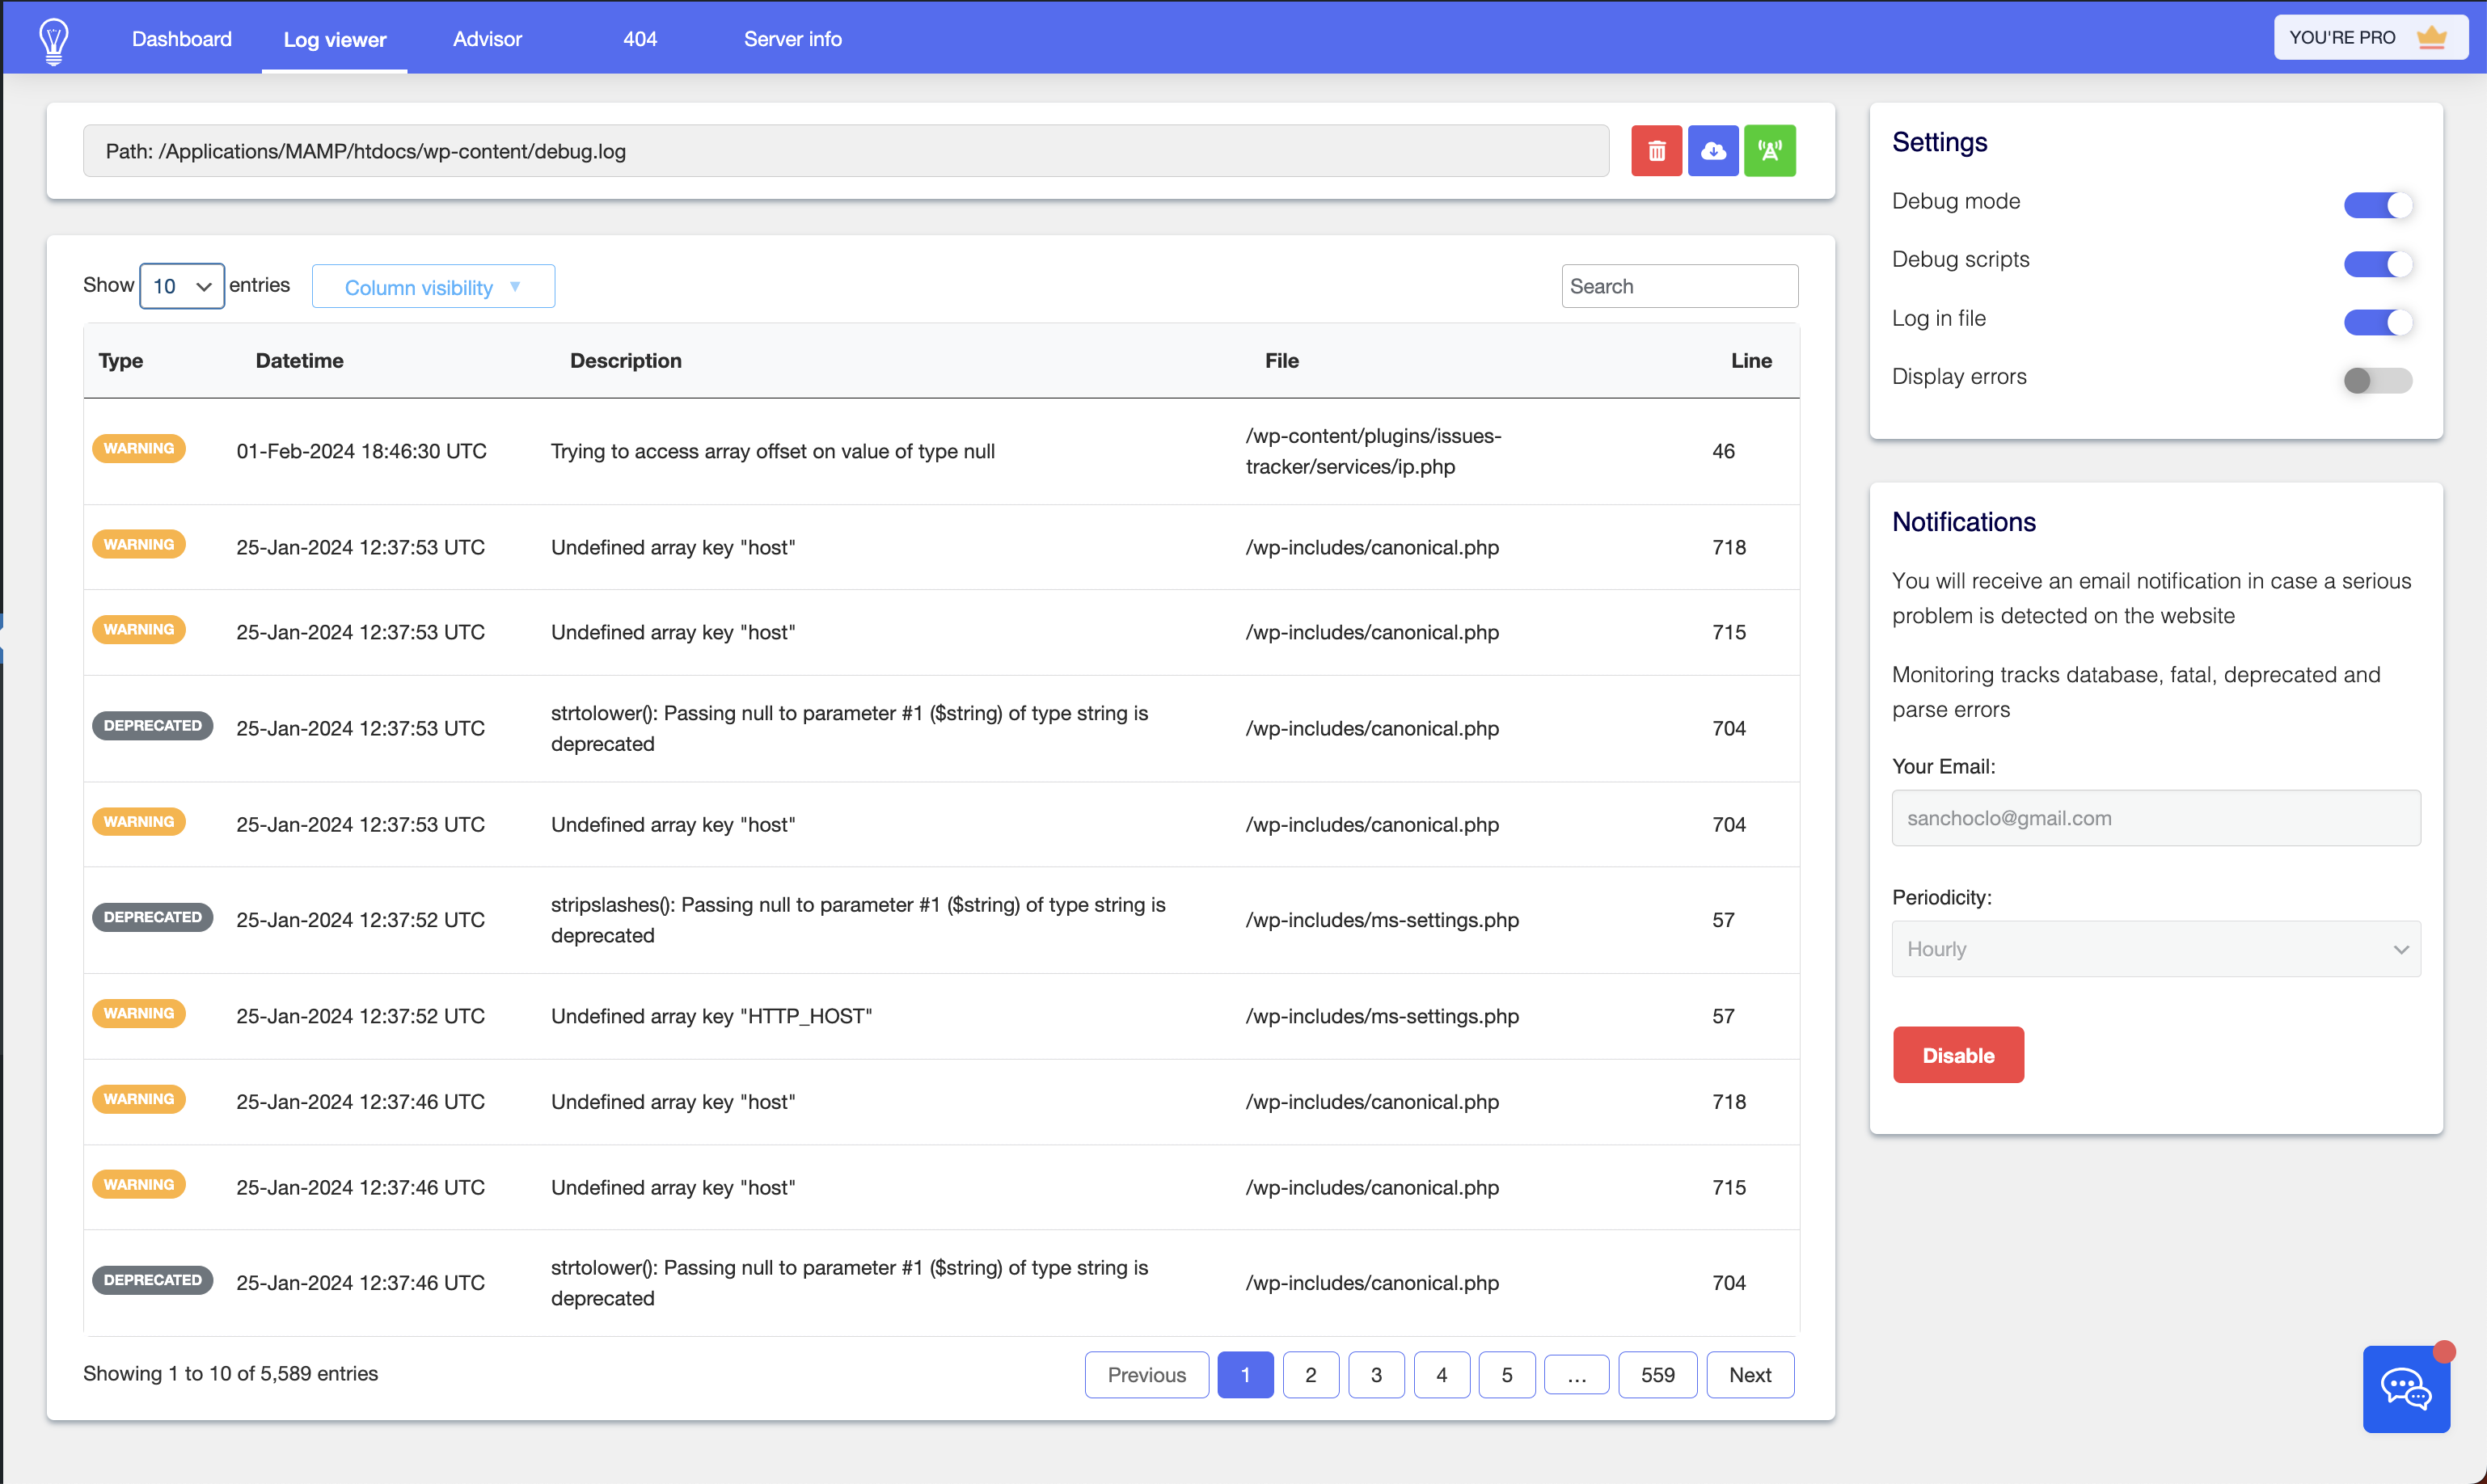 Dashboard Log viewer Advisor 404 Server info YOU'RE PRO
Path: /Applications/MAMP/htdocs/wp-content/debug.log
Show 10 entries Column visibility ▼ Search
Type Datetime Description File Line
WARNING 01-Feb-2024 18:46:30 UTC Trying to access array offset on value of type null /wp-content/plugins/issues-
tracker/services/ip.php 46
WARNING 25-Jan-2024 12:37:53 UTC Undefined array key "host" /wp-includes/canonical.php 718
WARNING 25-Jan-2024 12:37:53 UTC Undefined array key "host" /wp-includes/canonical.php 715
DEPRECATED 25-Jan-2024 12:37:53 UTC strtolower(): Passing null to parameter #1 ($string) of type string is
deprecated /wp-includes/canonical.php 704
WARNING 25-Jan-2024 12:37:53 UTC Undefined array key "host" /wp-includes/canonical.php 704
DEPRECATED 25-Jan-2024 12:37:52 UTC stripslashes(): Passing null to parameter #1 ($string) of type string is
deprecated /wp-includes/ms-settings.php 57
WARNING 25-Jan-2024 12:37:52 UTC Undefined array key "HTTP_HOST" /wp-includes/ms-settings.php 57
WARNING 25-Jan-2024 12:37:46 UTC Undefined array key "host" /wp-includes/canonical.php 718
WARNING 25-Jan-2024 12:37:46 UTC Undefined array key "host" /wp-includes/canonical.php 715
DEPRECATED 25-Jan-2024 12:37:46 UTC strtolower(): Passing null to parameter #1 ($string) of type string is
deprecated /wp-includes/canonical.php 704
Showing 1 to 10 of 5,589 entries Previous 1 2 3 4 5 ... 559 Next
Settings
Debug mode
Debug scripts
Log in file
Display errors
Notifications
You will receive an email notification in case a serious
problem is detected on the website
Monitoring tracks database, fatal, deprecated and
parse errors
Your Email:
sanchoclo@gmail.com
Periodicity:
Hourly
Disable